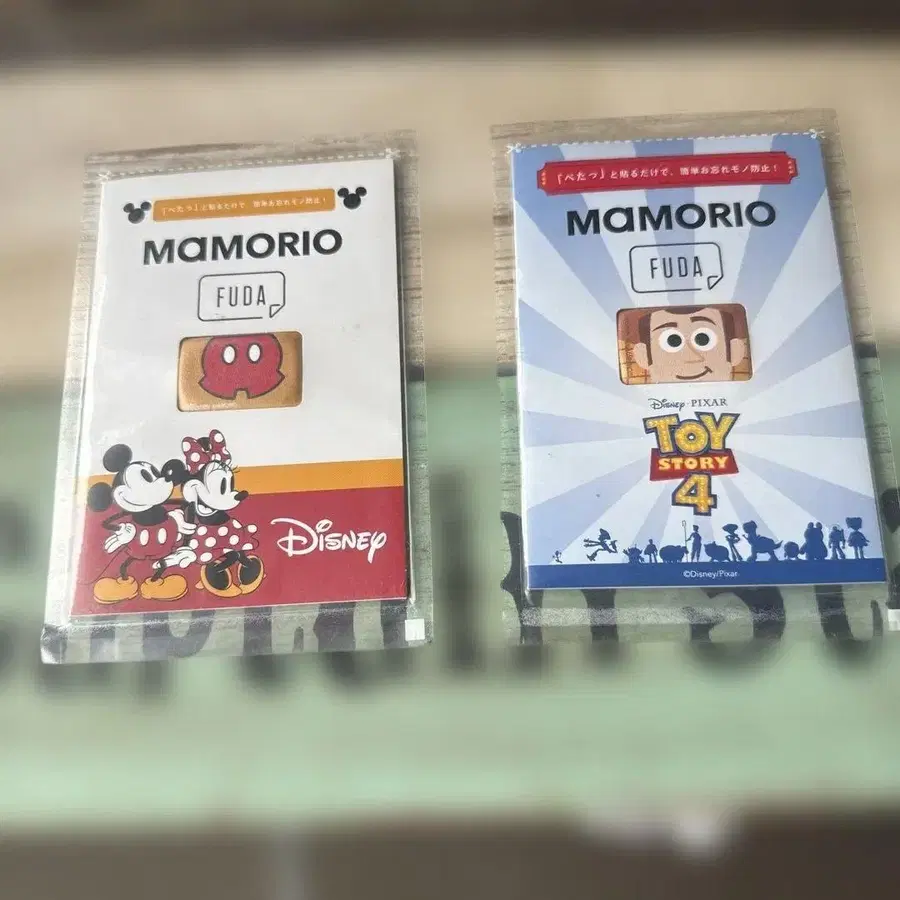 「ぺたっ」と貼るだけで、簡単お忘れモノ防止！
MAMORIO
FUDA
Disney
「ぺたっ」と貼るだけで、簡単お忘れモノ防止！
MAMORIO
FUDA
Disney · PIXAR
TOY
STORY
4
©Disney/Pixar